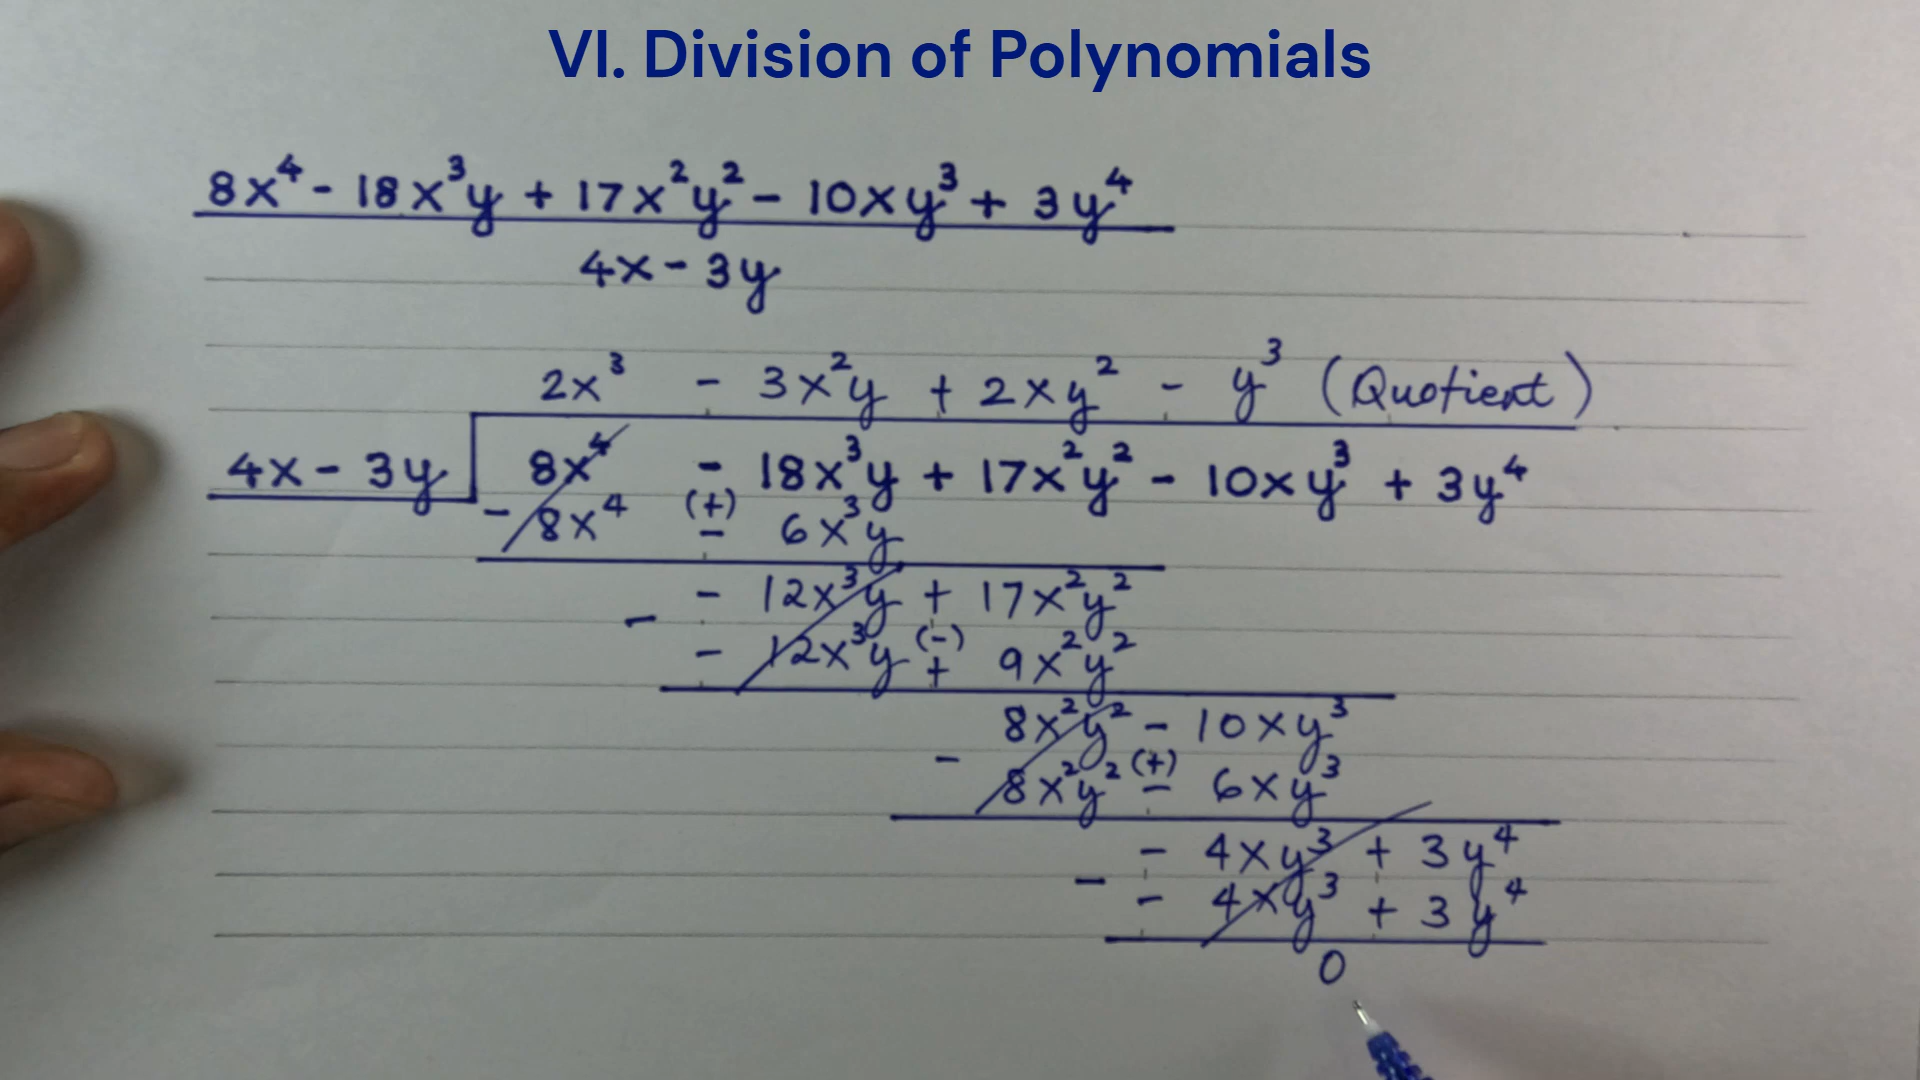 VI. Division of Polynomials
8x⁴ - 18x³y + 17x²y² - 10xy³ + 3y⁴
4x - 3y
2x³ - 3x²y + 2xy² - y³ (Quotient)
4x - 3y 8x⁴ - 18x³y + 17x²y² - 10xy³ + 3y⁴
- 8x⁴ (+) - 6x³y
- 12x³y + 17x²y²
- - 12x³y (-) + 9x²y²
8x²y² - 10xy³
- 8x²y² (+) - 6xy³
- 4xy³ + 3y⁴
- - 4xy³ + 3y⁴
0